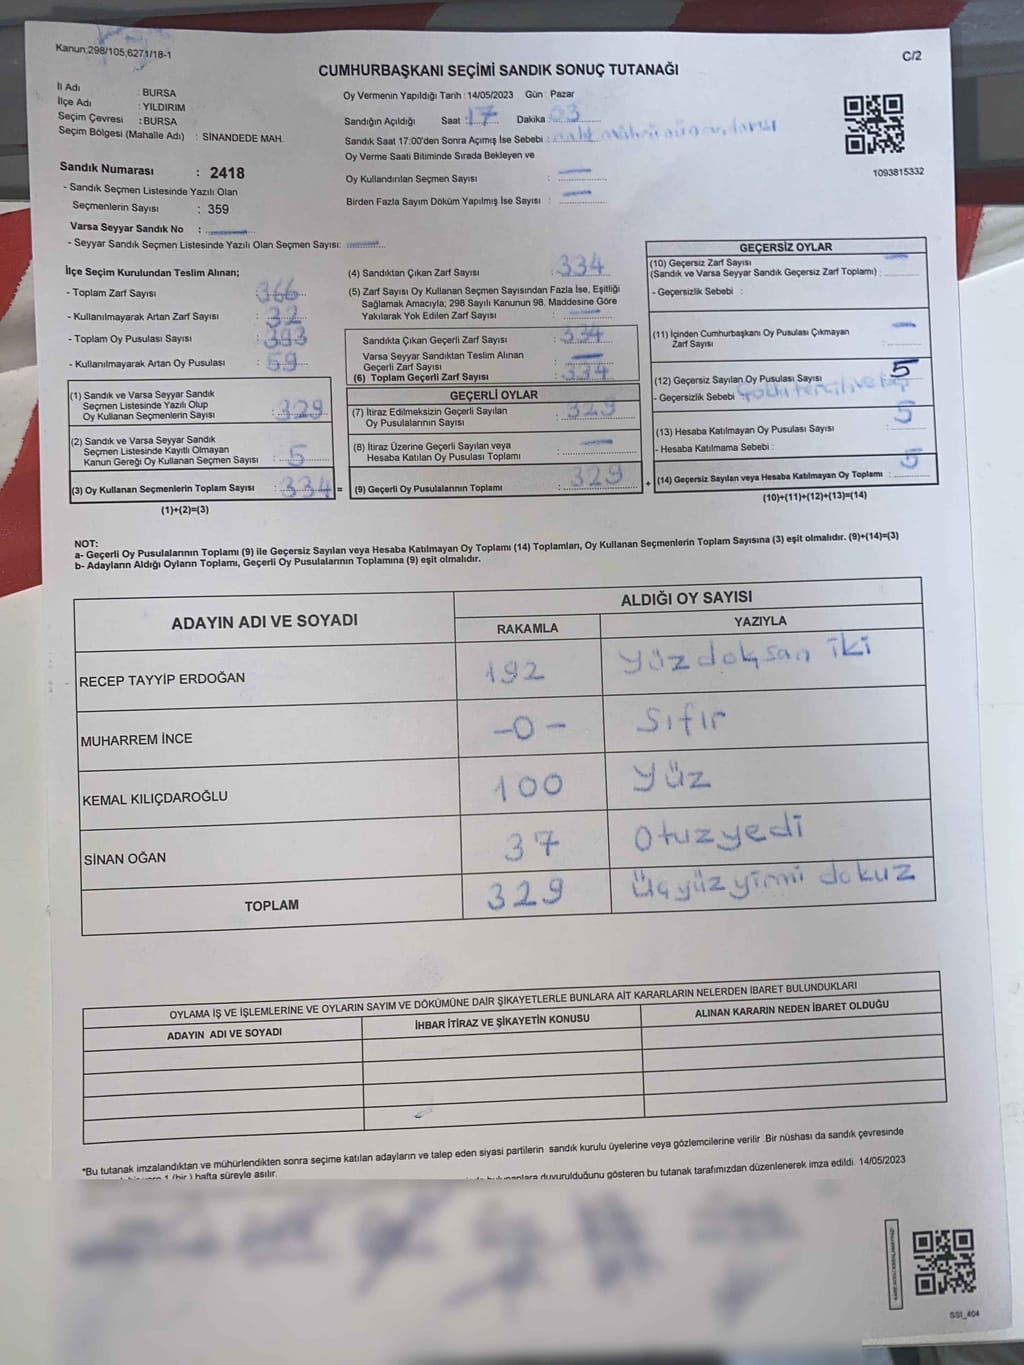 Kanun;298/105,6271/18-1
C/2
CUMHURBAŞKANI SEÇİMİ SANDIK SONUÇ TUTANAĞI
İl Adı : BURSA
İlçe Adı : YILDIRIM
Seçim Çevresi : BURSA
Seçim Bölgesi (Mahalle Adı) : SİNANDEDE MAH.
Oy Vermenin Yapıldığı Tarih : 14/05/2023 Gün : Pazar
Sandığın Açıldığı Saat : 17 Dakika : 03
Sandık Saat 17:00'den Sonra Açımış İse Sebebi :
Oy Verme Saati Bitiminde Sırada Bekleyen ve
Oy Kullandırılan Seçmen Sayısı : —
Birden Fazla Sayım Döküm Yapılmış İse Sayısı : —
1093815332
Sandık Numarası : 2418
- Sandık Seçmen Listesinde Yazılı Olan
Seçmenlerin Sayısı : 359
Varsa Seyyar Sandık No : —
- Seyyar Sandık Seçmen Listesinde Yazılı Olan Seçmen Sayısı: —
İlçe Seçim Kurulundan Teslim Alınan;
- Toplam Zarf Sayısı : 366
- Kullanılmayarak Artan Zarf Sayısı : 32
- Toplam Oy Pusulası Sayısı : 393
- Kullanılmayarak Artan Oy Pusulası : 59
(1) Sandık ve Varsa Seyyar Sandık
Seçmen Listesinde Yazılı Olup
Oy Kullanan Seçmenlerin Sayısı : 329
(2) Sandık ve Varsa Seyyar Sandık
Seçmen Listesinde Kayıtlı Olmayan
Kanun Gereği Oy Kullanan Seçmen Sayısı : 5
(3) Oy Kullanan Seçmenlerin Toplam Sayısı : 334 =
(1)+(2)=(3)
(4) Sandıktan Çıkan Zarf Sayısı : 334
(5) Zarf Sayısı Oy Kullanan Seçmen Sayısından Fazla İse, Eşitliği
Sağlamak Amacıyla; 298 Sayılı Kanunun 98. Maddesine Göre
Yakılarak Yok Edilen Zarf Sayısı : —
Sandıkta Çıkan Geçerli Zarf Sayısı : 334
Varsa Seyyar Sandıktan Teslim Alınan
Geçerli Zarf Sayısı : —
(6) Toplam Geçerli Zarf Sayısı : 334
GEÇERLİ OYLAR
(7) İtiraz Edilmeksizin Geçerli Sayılan
Oy Pusulalarının Sayısı : 329
(8) İtiraz Üzerine Geçerli Sayılan veya
Hesaba Katılan Oy Pusulası Toplamı : —
(9) Geçerli Oy Pusulalarının Toplamı : 329 +
GEÇERSİZ OYLAR
(10) Geçersiz Zarf Sayısı —
(Sandık ve Varsa Seyyar Sandık Geçersiz Zarf Toplamı) :
- Geçersizlik Sebebi :
(11) İçinden Cumhurbaşkanı Oy Pusulası Çıkmayan —
Zarf Sayısı :
(12) Geçersiz Sayılan Oy Pusulası Sayısı : 5
- Geçersizlik Sebebi :
(13) Hesaba Katılmayan Oy Pusulası Sayısı : 5
- Hesaba Katılmama Sebebi :
(14) Geçersiz Sayılan veya Hesaba Katılmayan Oy Toplamı : 5
(10)+(11)+(12)+(13)=(14)
NOT:
a- Geçerli Oy Pusulalarının Toplamı (9) ile Geçersiz Sayılan veya Hesaba Katılmayan Oy Toplamı (14) Toplamları, Oy Kullanan Seçmenlerin Toplam Sayısına (3) eşit olmalıdır. (9)+(14)=(3)
b- Adayların Aldığı Oyların Toplamı, Geçerli Oy Pusulalarının Toplamına (9) eşit olmalıdır.
ADAYIN ADI VE SOYADI
ALDIĞI OY SAYISI
RAKAMLA YAZIYLA
RECEP TAYYİP ERDOĞAN 192 yüz doksan iki
MUHARREM İNCE -0- Sıfır
KEMAL KILIÇDAROĞLU 100 yüz
SİNAN OĞAN 37 Otuzyedi
TOPLAM 329 Üçyüz yirmi dokuz
OYLAMA İŞ VE İŞLEMLERİNE VE OYLARIN SAYIM VE DÖKÜMÜNE DAİR ŞİKAYETLERLE BUNLARA AİT KARARLARIN NELERDEN İBARET BULUNDUKLARI
ADAYIN ADI VE SOYADI İHBAR İTİRAZ VE ŞİKAYETİN KONUSU ALINAN KARARIN NEDEN İBARET OLDUĞU
*Bu tutanak imzalandıktan ve mühürlendikten sonra seçime katılan adayların ve talep eden siyasi partilerin sandık kurulu üyelerine veya gözlemcilerine verilir .Bir nüshası da sandık çevresinde
1 (bir ) hafta süreyle asılır.
duyurulduğunu gösteren bu tutanak tarafımızdan düzenlenerek imza edildi. 14/05/2023
SSI_404